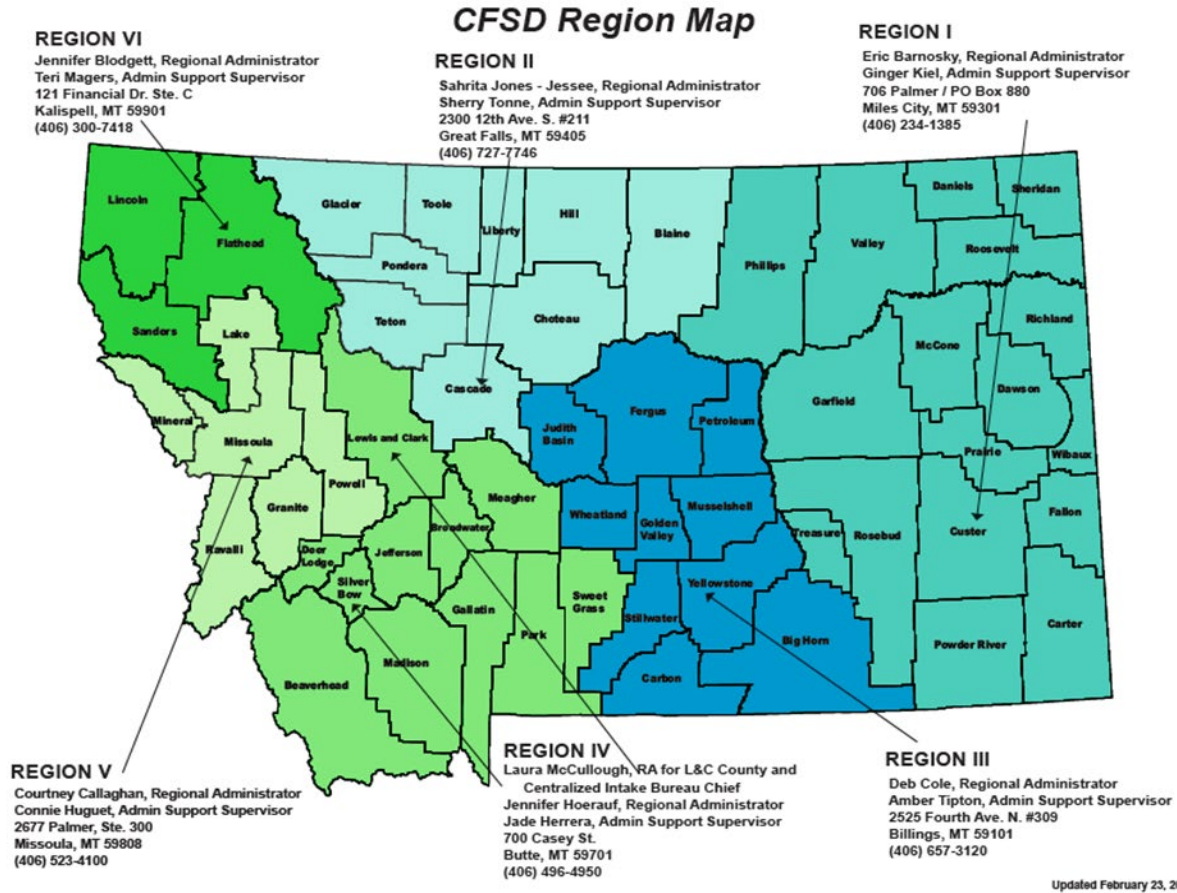 CFSD Region Map
REGION VI
Jennifer Blodgett, Regional Administrator
Teri Magers, Admin Support Supervisor
121 Financial Dr. Ste. C
Kalispell, MT 59901
(406) 300-7418
REGION II
Sahrita Jones - Jessee, Regional Administrator
Sherry Tonne, Admin Support Supervisor
2300 12th Ave. S. #211
Great Falls, MT 59405
(406) 727-7746
REGION I
Eric Barnosky, Regional Administrator
Ginger Kiel, Admin Support Supervisor
706 Palmer / PO Box 880
Miles City, MT 59301
(406) 234-1385
Lincoln
Flathead
Glacier
Toole
Liberty
Hill
Blaine
Phillips
Valley
Daniels
Sheridan
Roosevelt
Pondera
Teton
Choteau
Sanders
Lake
Cascade
Richland
McCone
Dawson
Garfield
Mineral
Missoula
Lewis and Clark
Judith
Basin
Fergus
Petroleum
Prairie
Wibaux
Powell
Granite
Meagher
Wheatland
Golden
Valley
Musselshell
Treasure
Rosebud
Custer
Fallon
Ravalli
Deer
Lodge
Jefferson
Broadwater
Silver
Bow
Gallatin
Park
Sweet
Grass
Stillwater
Yellowstone
Big Horn
Powder River
Carter
Beaverhead
Madison
Carbon
REGION V
Courtney Callaghan, Regional Administrator
Connie Huguet, Admin Support Supervisor
2677 Palmer, Ste. 300
Missoula, MT 59808
(406) 523-4100
REGION IV
Laura McCullough, RA for L&C County and
Centralized Intake Bureau Chief
Jennifer Hoerauf, Regional Administrator
Jade Herrera, Admin Support Supervisor
700 Casey St.
Butte, MT 59701
(406) 496-4950
REGION III
Deb Cole, Regional Administrator
Amber Tipton, Admin Support Supervisor
2525 Fourth Ave. N. #309
Billings, MT 59101
(406) 657-3120
Updated February 23, 20